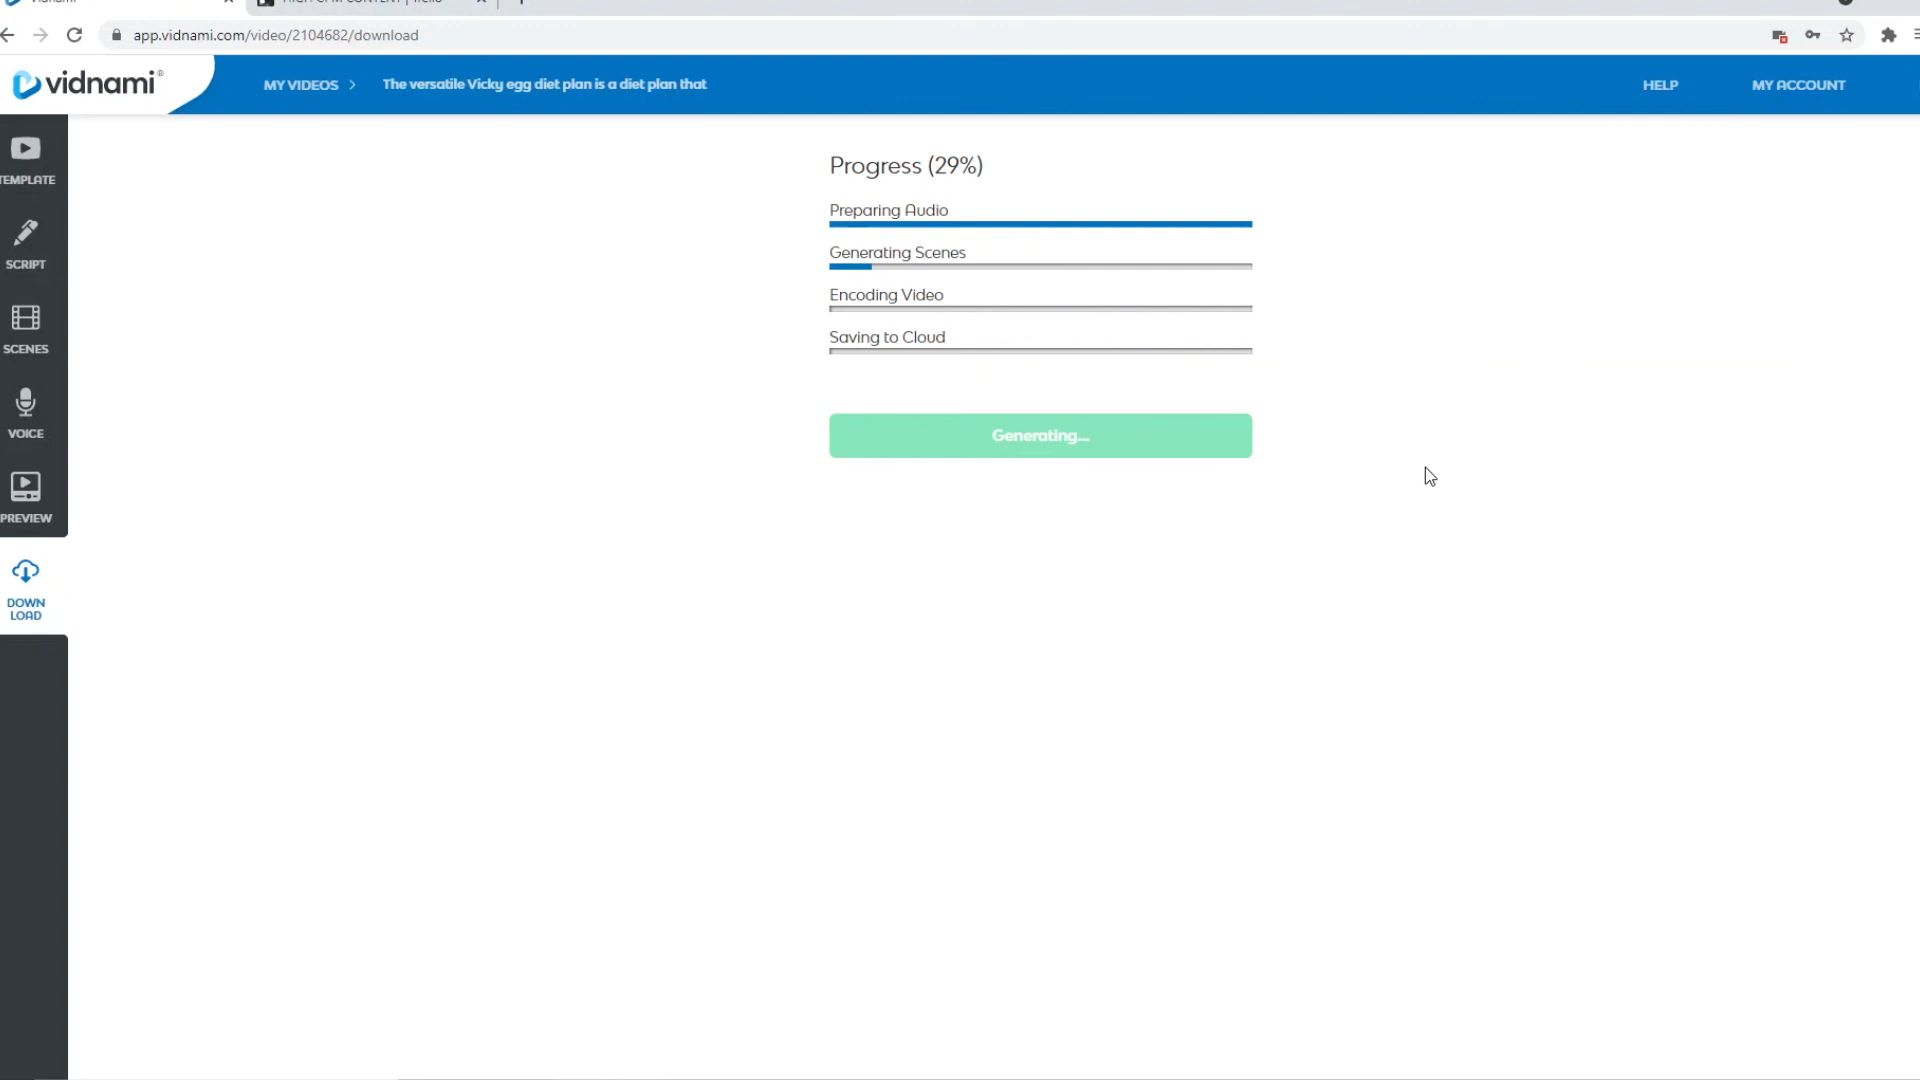 app.vidnami.com/video/2104682/download
vidnami®
MY VIDEOS >
The versatile Vicky egg diet plan is a diet plan that
HELP
MY ACCOUNT
TEMPLATE
SCRIPT
SCENES
VOICE
PREVIEW
DOWN
LOAD
Progress (29%)
Preparing Audio
Generating Scenes
Encoding Video
Saving to Cloud
Generating...